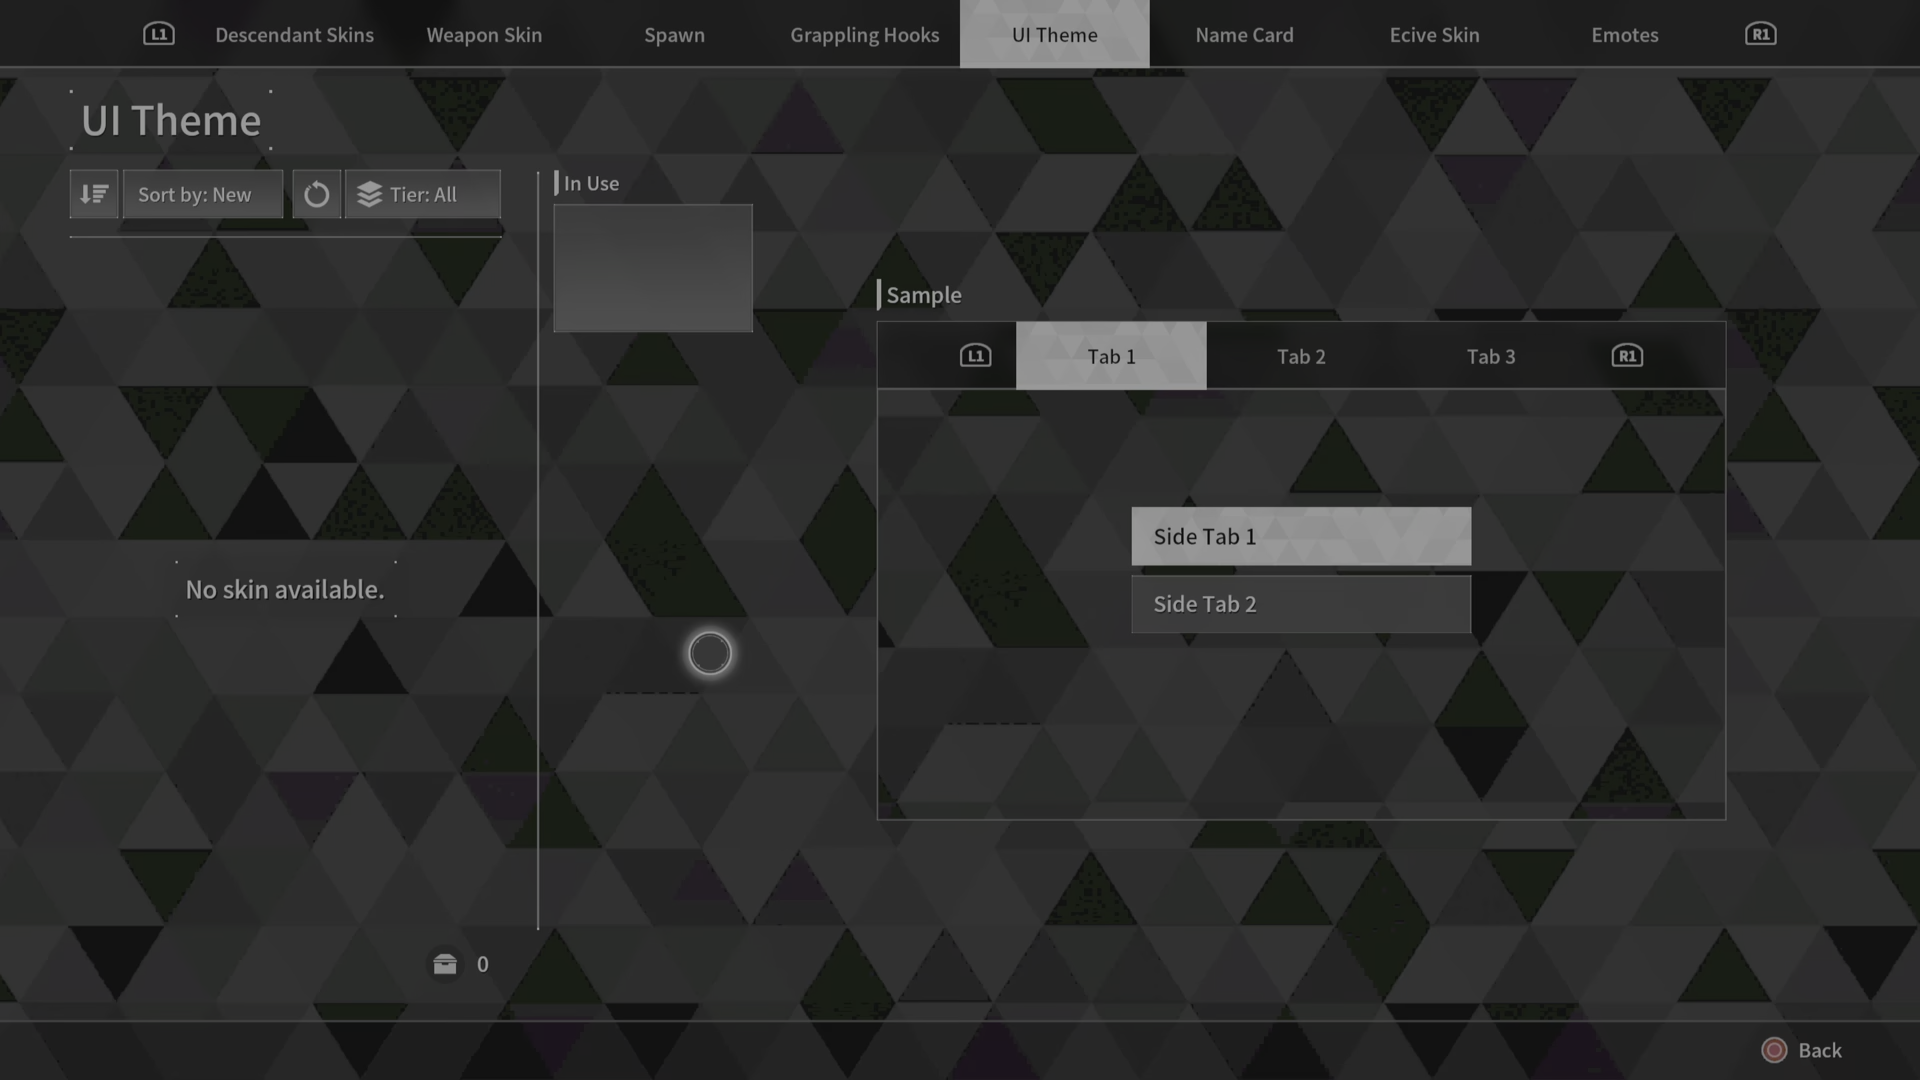 L1
Descendant Skins
Weapon Skin
Spawn
Grappling Hooks
UI Theme
Name Card
Ecive Skin
Emotes
R1
UI Theme
Sort by: New
Tier: All
In Use
Sample
L1
Tab 1
Tab 2
Tab 3
R1
Side Tab 1
Side Tab 2
No skin available.
0
Back